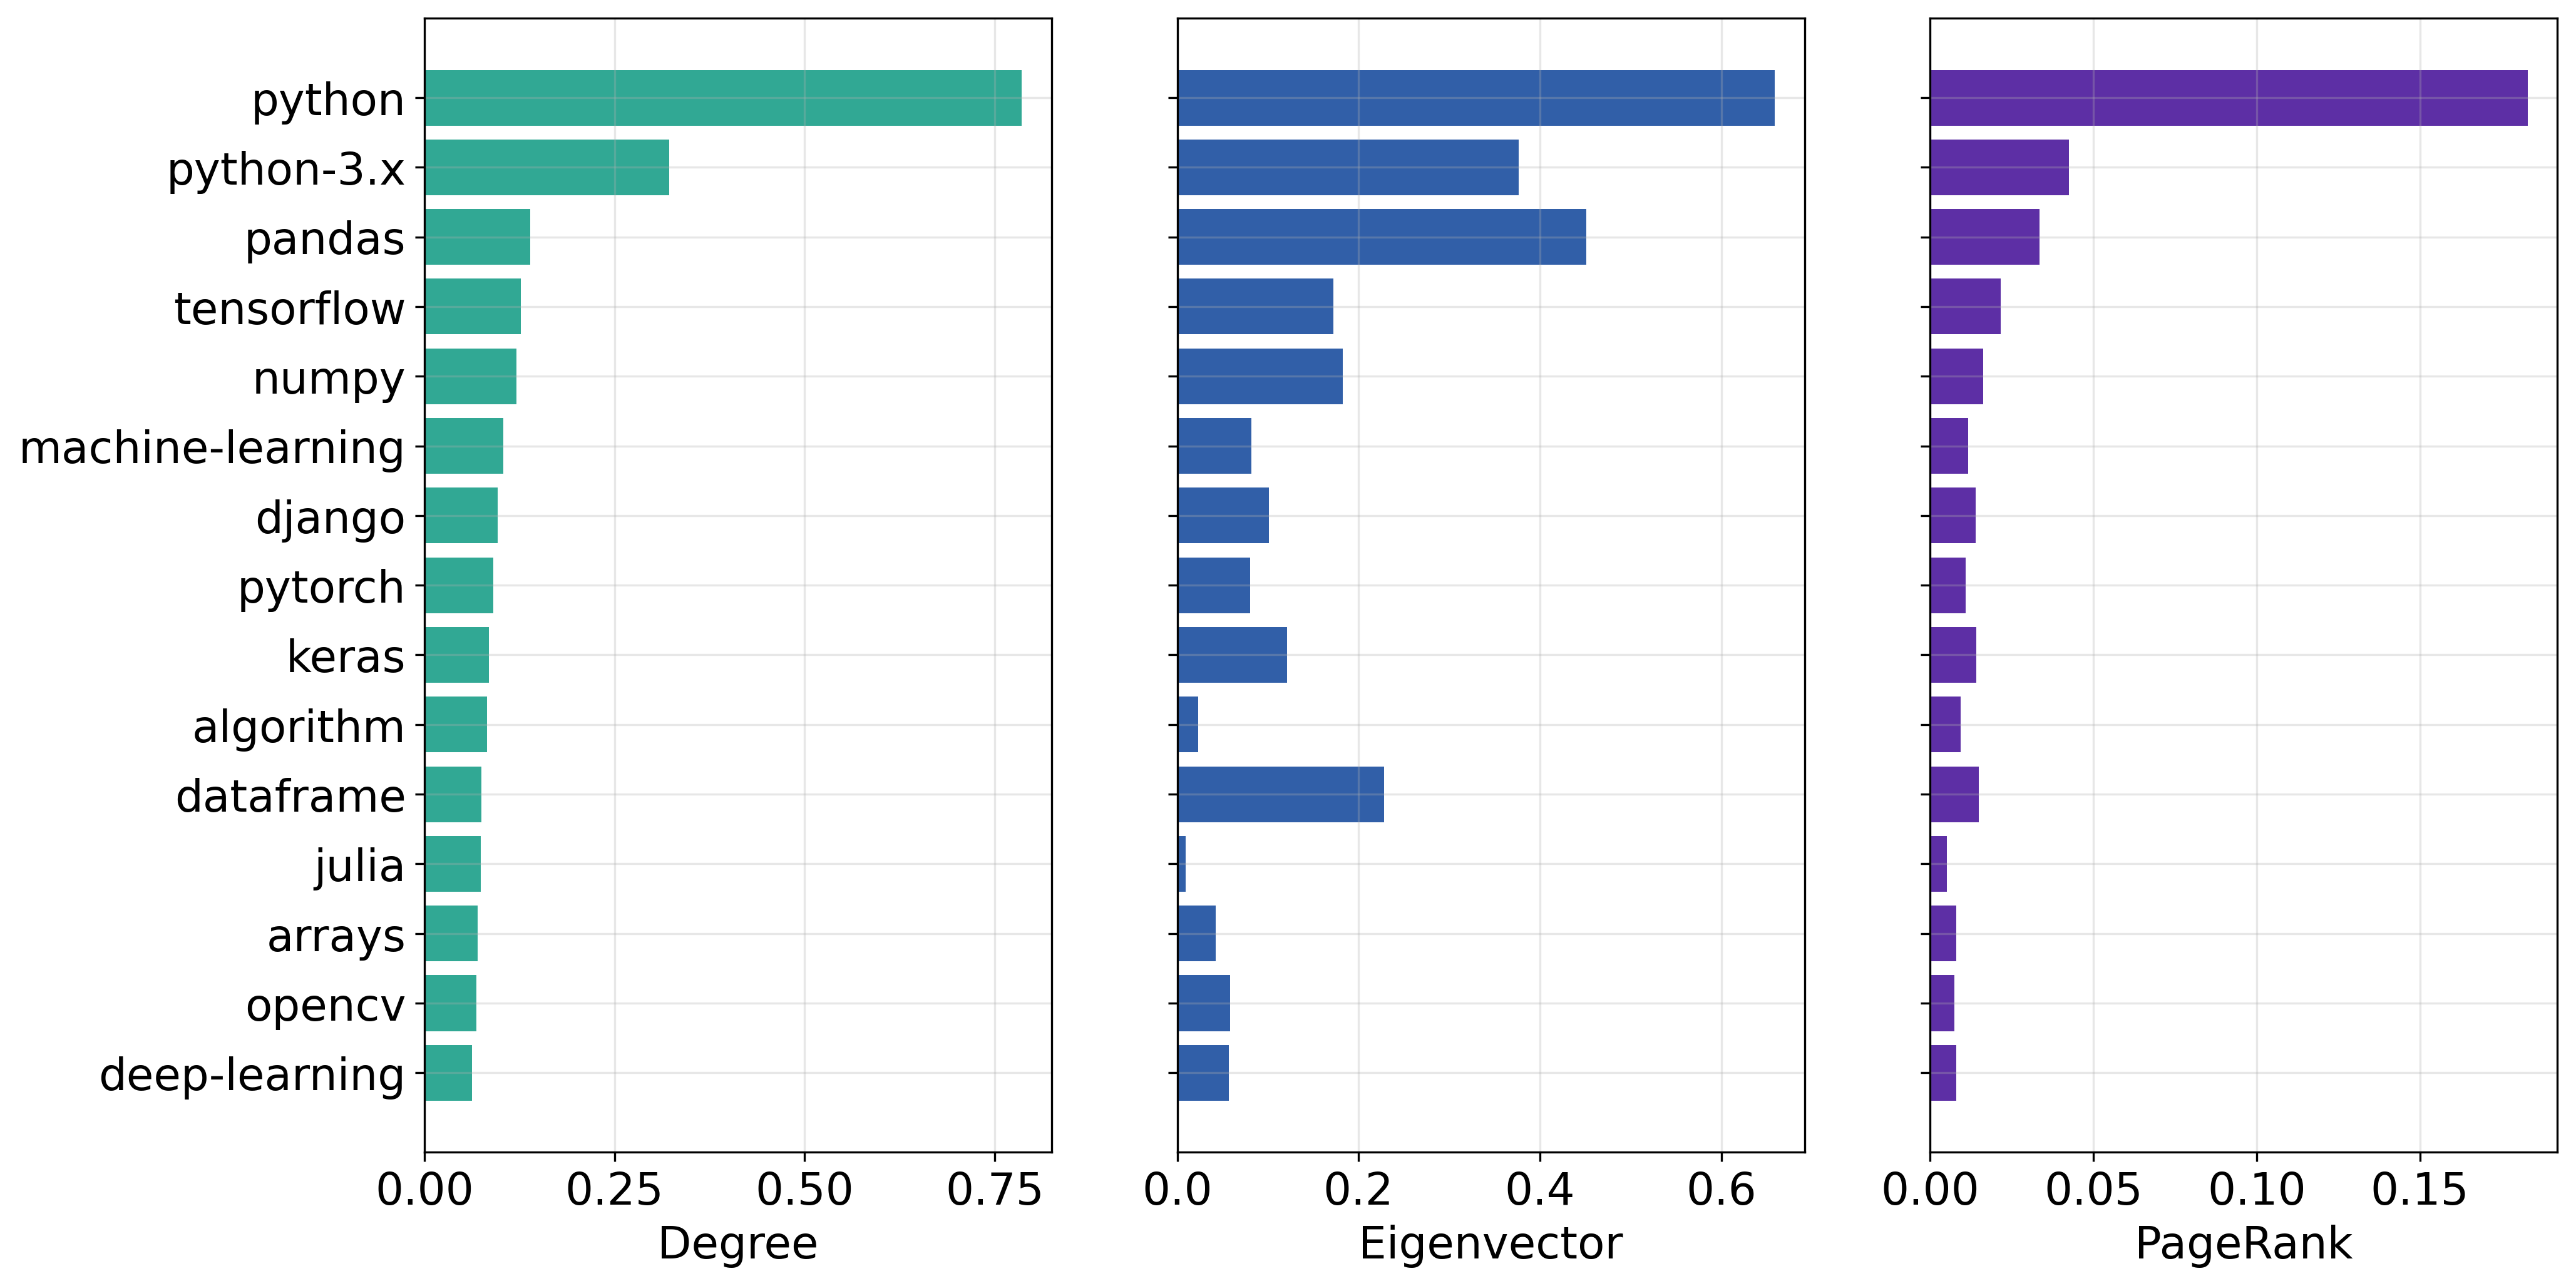 python
python-3.x
pandas
tensorflow
numpy
machine-learning
django
pytorch
keras
algorithm
dataframe
julia
arrays
opencv
deep-learning
0.00 0.25 0.50 0.75
Degree
0.0 0.2 0.4 0.6
Eigenvector
0.00 0.05 0.10 0.15
PageRank